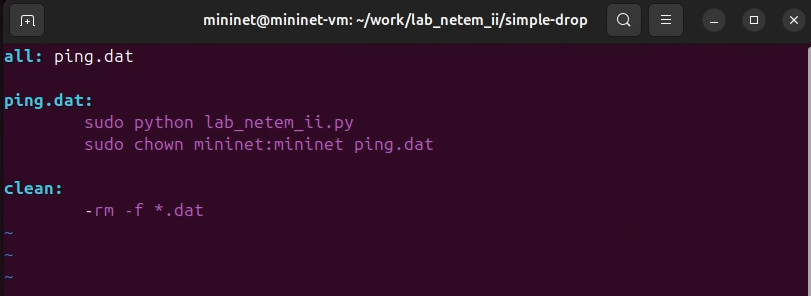 mininet@mininet-vm: ~/work/lab_netem_ii/simple-drop
all: ping.dat
ping.dat:
sudo python lab_netem_ii.py
sudo chown mininet:mininet ping.dat
clean:
-rm -f *.dat
~
~
~